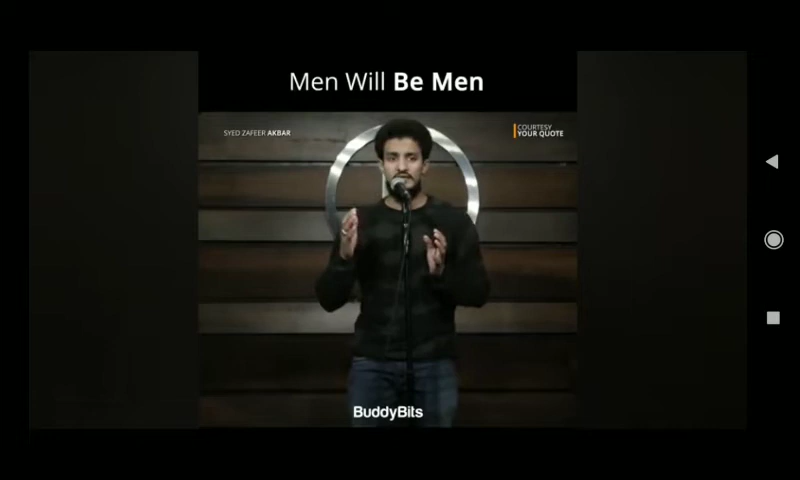 Men Will Be Men
SYED ZAFEER AKBAR
COURTESY
YOUR QUOTE
BuddyBits